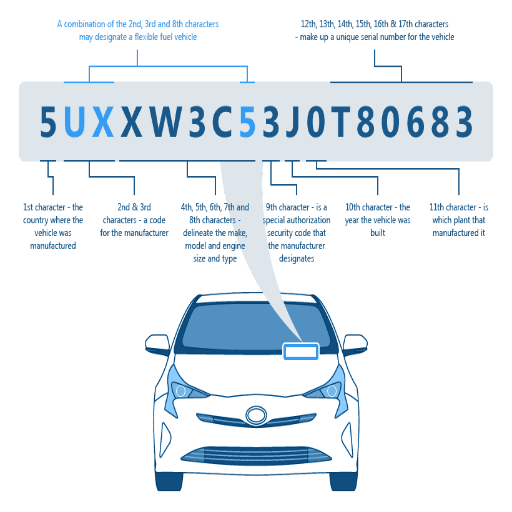 A combination of the 2nd, 3rd and 8th characters
may designate a flexible fuel vehicle
12th, 13th, 14th, 15th, 16th & 17th characters
- make up a unique serial number for the vehicle
5UXXW3C53J0T80683
1st character - the
country where the
vehicle was
manufactured
2nd & 3rd
characters - a code
for the manufacturer
4th, 5th, 6th, 7th and
8th characters -
delineate the make,
model and engine
size and type
9th character - is a
special authorization
security code that
the manufacturer
designates
10th character - the
year the vehicle was
built
11th character - is
which plant that
manufactured it